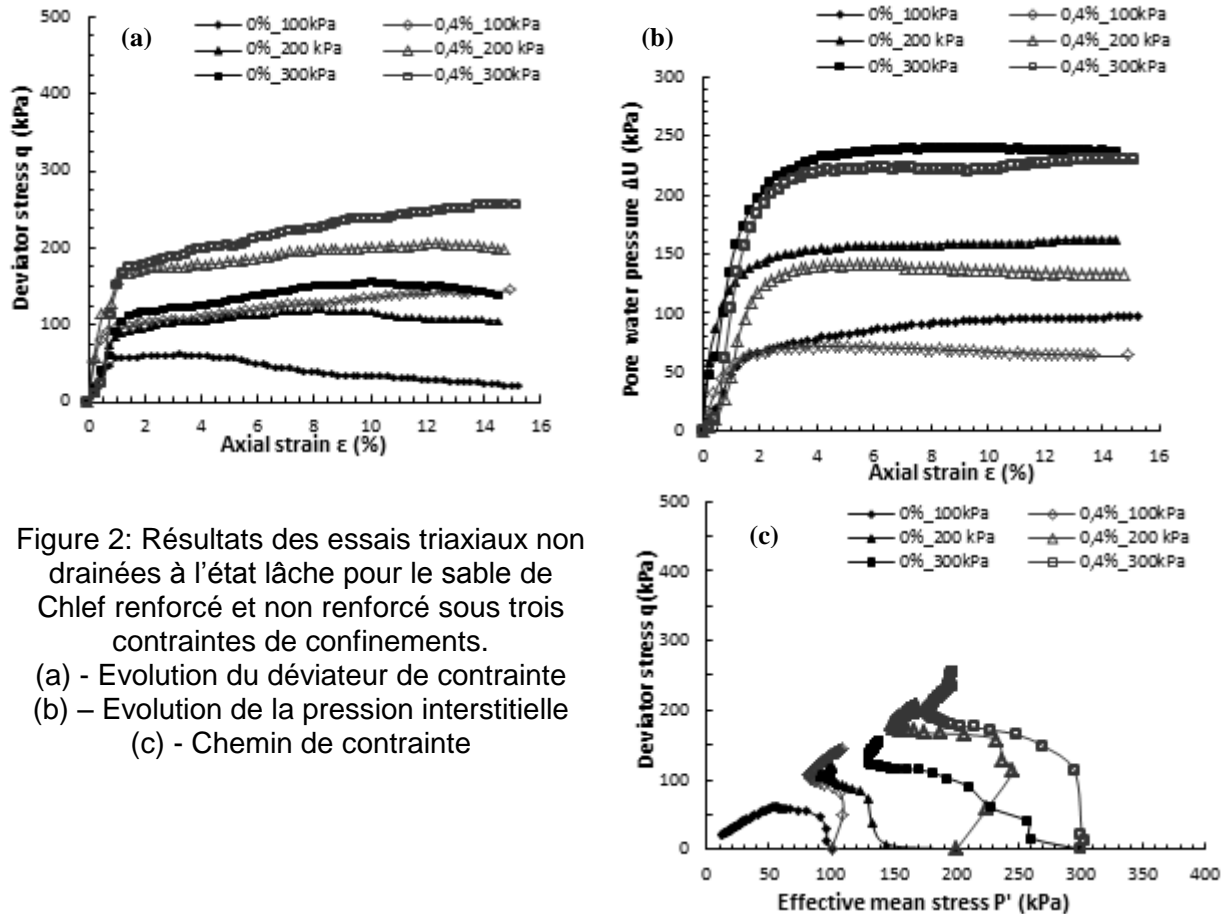 (a)
0%_100kPa
0,4%_100kPa
0%_200 kPa
0,4%_200 kPa
0%_300kPa
0,4%_300kPa
Deviator stress q (kPa)
500
400
300
200
100
0
0 2 4 6 8 10 12 14 16
Axial strain ε (%)
(b)
0%_100kPa
0,4%_100kPa
0%_200 kPa
0,4%_200 kPa
0%_300kPa
0,4%_300kPa
Pore water pressure ΔU (kPa)
300
250
200
150
100
50
0
0 2 4 6 8 10 12 14 16
Axial strain ε (%)
Figure 2: Résultats des essais triaxiaux non
drainées à l’état lâche pour le sable de
Chlef renforcé et non renforcé sous trois
contraintes de confinements.
(a) - Evolution du déviateur de contrainte
(b) – Evolution de la pression interstitielle
(c) - Chemin de contrainte
(c)
0%_100kPa
0,4%_100kPa
0%_200 kPa
0,4%_200 kPa
0%_300kPa
0,4%_300kPa
Deviator stress q(kPa)
500
400
300
200
100
0
0 50 100 150 200 250 300 350 400
Effective mean stress P' (kPa)